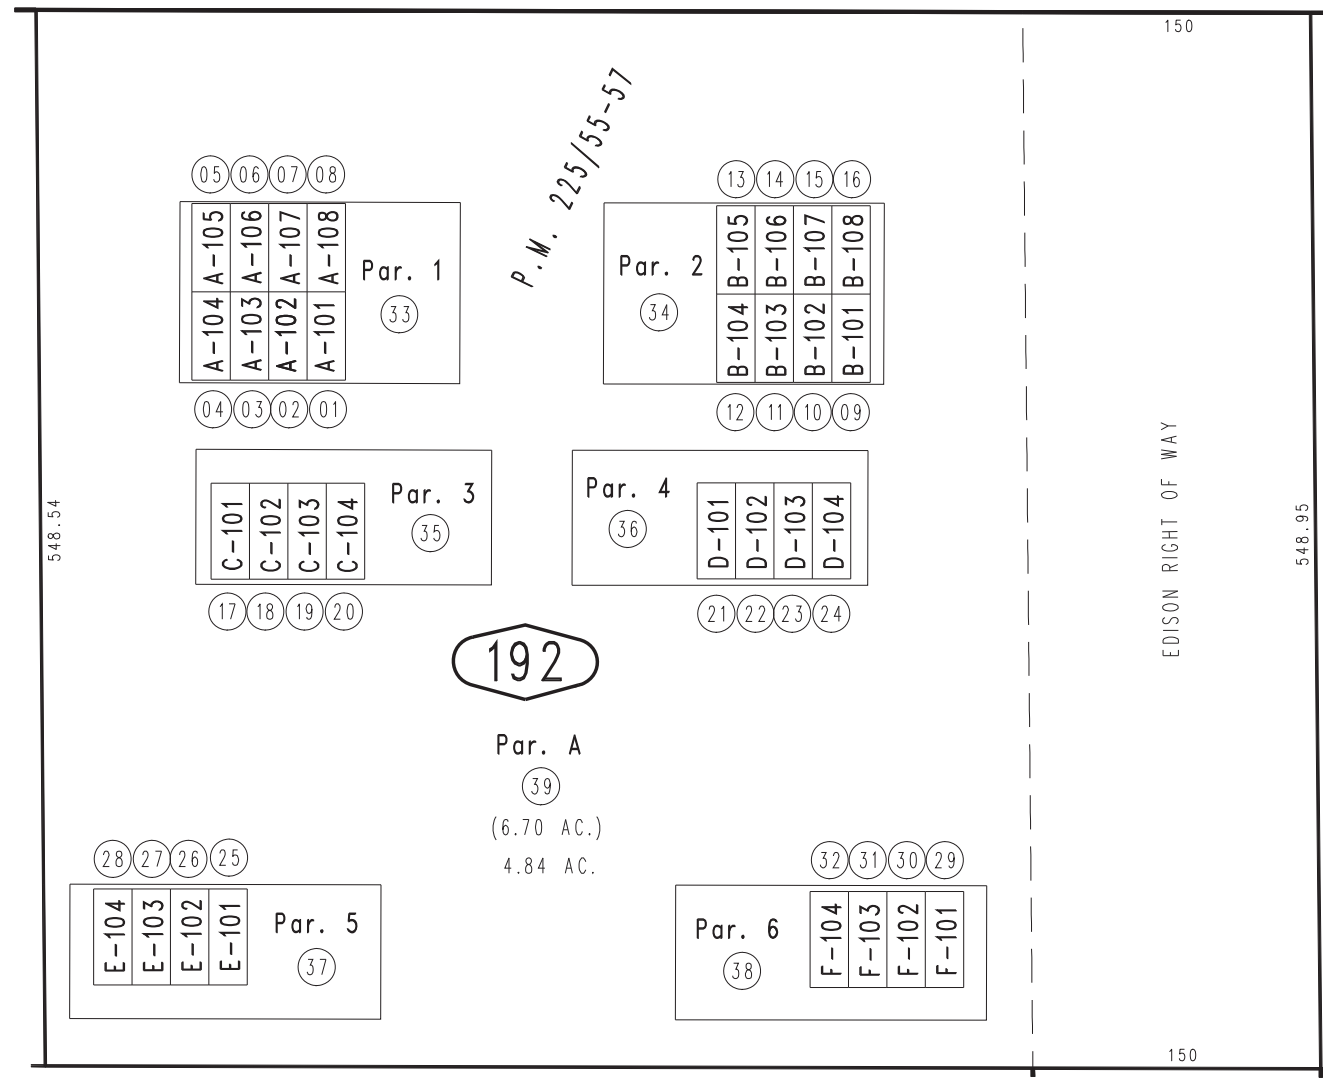 150
P.M. 225/55-57
05 06 07 08
A-105 A-106 A-107 A-108
A-104 A-103 A-102 A-101
Par. 1
33
04 03 02 01
13 14 15 16
Par. 2
34
B-105 B-106 B-107 B-108
B-104 B-103 B-102 B-101
12 11 10 09
C-101 C-102 C-103 C-104
Par. 3
35
17 18 19 20
Par. 4
36
D-101 D-102 D-103 D-104
21 22 23 24
548.54
EDISON RIGHT OF WAY
548.95
192
Par. A
39
(6.70 AC.)
4.84 AC.
28 27 26 25
E-104 E-103 E-102 E-101
Par. 5
37
32 31 30 29
Par. 6
38
F-104 F-103 F-102 F-101
150